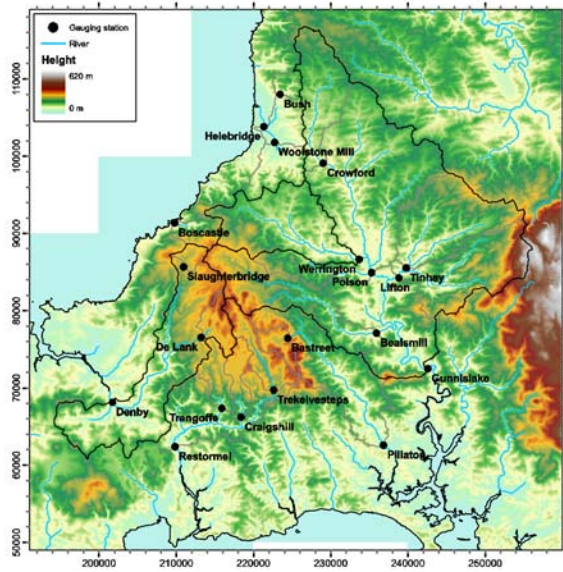 Gauging station
River
Height
620 m
0 m
110000
100000
90000
80000
70000
60000
50000
Bush
Helebridge
Woolstone Mill
Crowford
Boscastle
Slaughterbridge
Werrington
Polson
Tinhay
Lifton
De Lank
Bastreet
Bealsmill
Gunnislake
Denby
Trekeivesteps
Trengoffe
Craigshill
Restormel
Pillaton
200000
210000
220000
230000
240000
250000